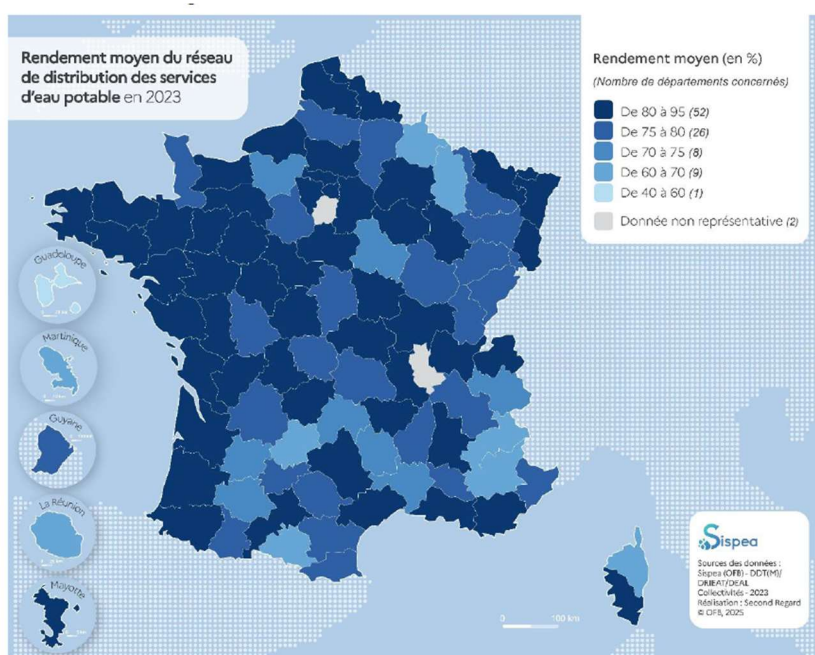 Rendement moyen du réseau
de distribution des services
d'eau potable en 2023
Rendement moyen (en %)
(Nombre de départements concernés)
De 80 à 95 (52)
De 75 à 80 (26)
De 70 à 75 (8)
De 60 à 70 (9)
De 40 à 60 (1)
Donnée non représentative (2)
Guadeloupe
Martinique
Guyane
La Réunion
Mayotte
0 100 km
Sispea
Sources des données :
Sispea (OFB) - DDT(M)/
DRIEAT/DEAL
Collectivités - 2023
Réalisation : Second Regard
© OFB, 2025